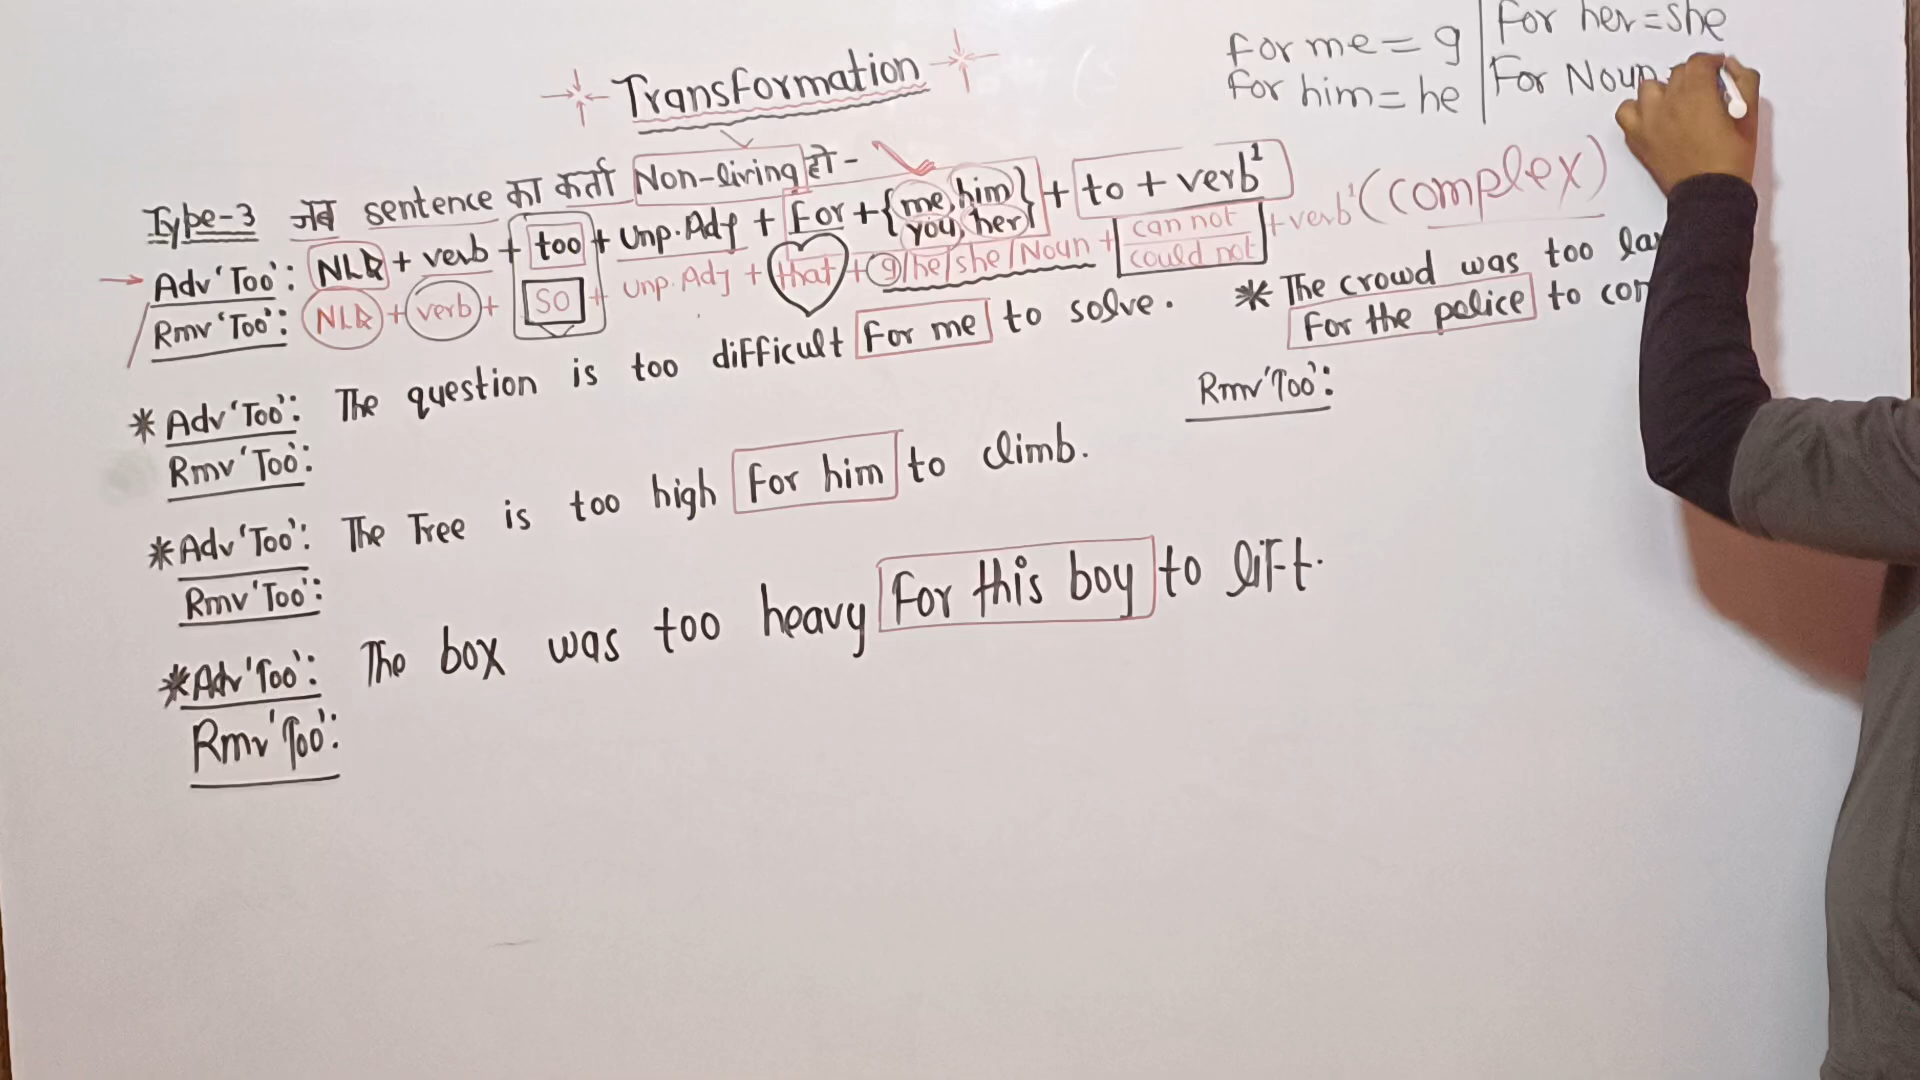 Transformation
For me = I
For him = he
For her = she
For Noun
Type-3 जब sentence का कर्ता Non-living हो-
Adv 'Too': NLS + verb + too + Unp. Adj + For + {me, him you, her} + to + verb¹
Rmv 'Too': NLS + verb + so + Unp. Adj + that + I/he/she/Noun + can not could not + verb¹ (complex)
* Adv 'Too': The question is too difficult For me to solve.
Rmv 'Too':
* Adv 'Too': The Tree is too high For him to climb.
Rmv 'Too':
* Adv 'Too': The box was too heavy For this boy to lift.
Rmv 'Too':
* The crowd was too
For the police to
Rmv 'Too':